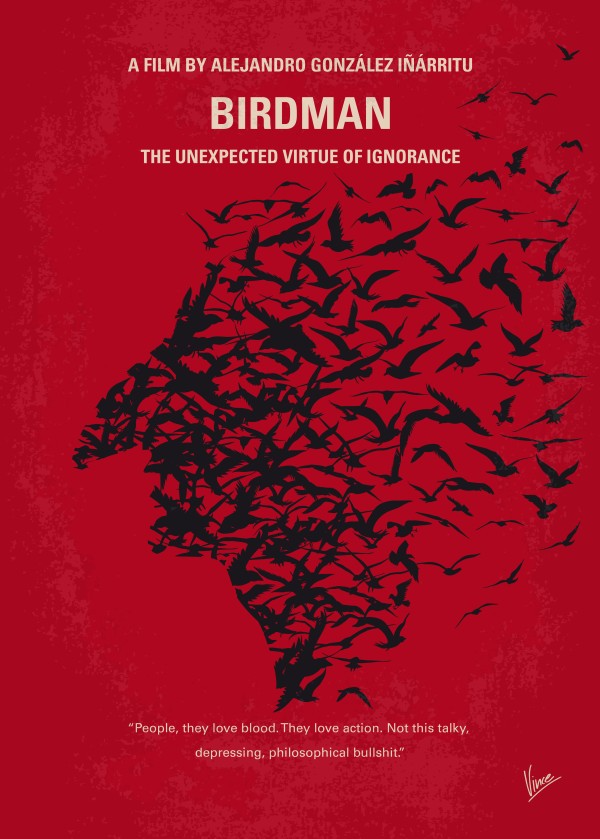 A FILM BY ALEJANDRO GONZÁLEZ IÑÁRRITU
BIRDMAN
THE UNEXPECTED VIRTUE OF IGNORANCE
“People, they love blood. They love action. Not this talky,
depressing, philosophical bullshit.”
Vince